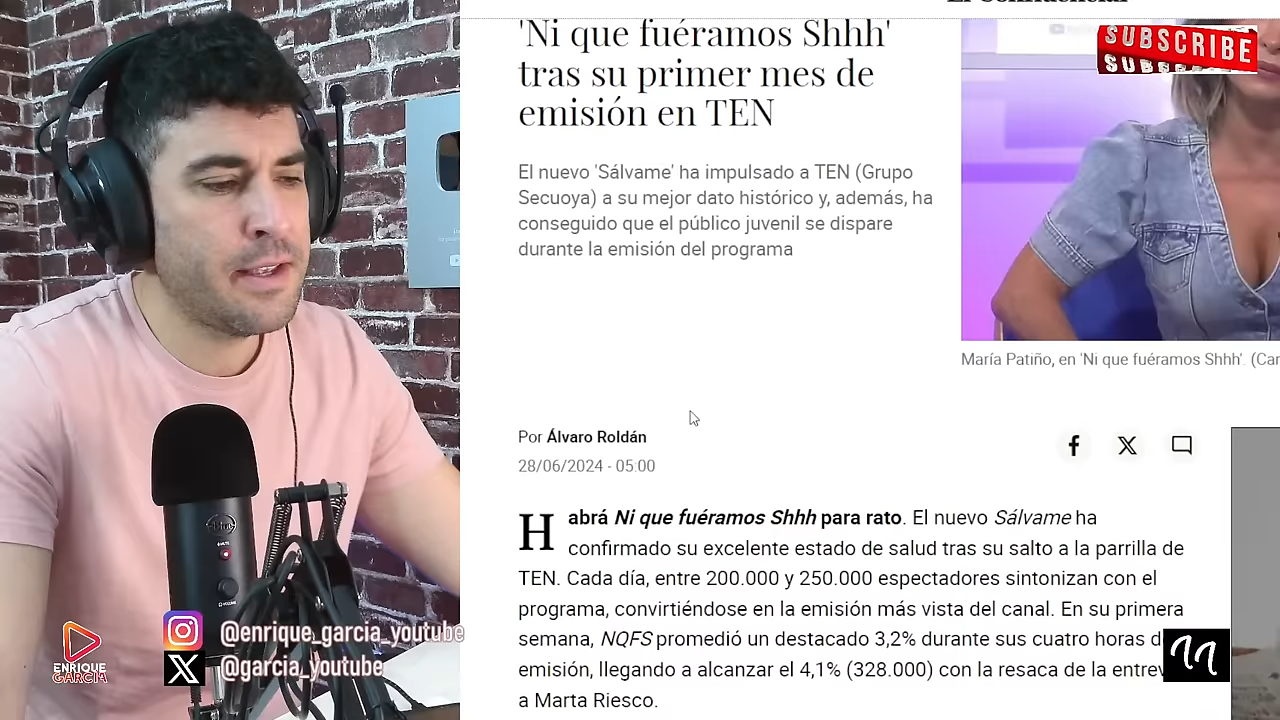 El Confidencial
SUBSCRIBE
'Ni que fuéramos Shhh'
tras su primer mes de
emisión en TEN
El nuevo 'Sálvame' ha impulsado a TEN (Grupo
Secuoya) a su mejor dato histórico y, además, ha
conseguido que el público juvenil se dispare
durante la emisión del programa
María Patiño, en 'Ni que fuéramos Shhh'. (Car
Por Álvaro Roldán
28/06/2024 - 05:00
Habrá Ni que fuéramos Shhh para rato. El nuevo Sálvame ha
confirmado su excelente estado de salud tras su salto a la parrilla de
TEN. Cada día, entre 200.000 y 250.000 espectadores sintonizan con el
programa, convirtiéndose en la emisión más vista del canal. En su primera
semana, NQFS promedió un destacado 3,2% durante sus cuatro horas d
emisión, llegando a alcanzar el 4,1% (328.000) con la resaca de la entrev
a Marta Riesco.
@enrique_garcia_youtube
@garcia_youtube
ENRIQUE
GARCIA